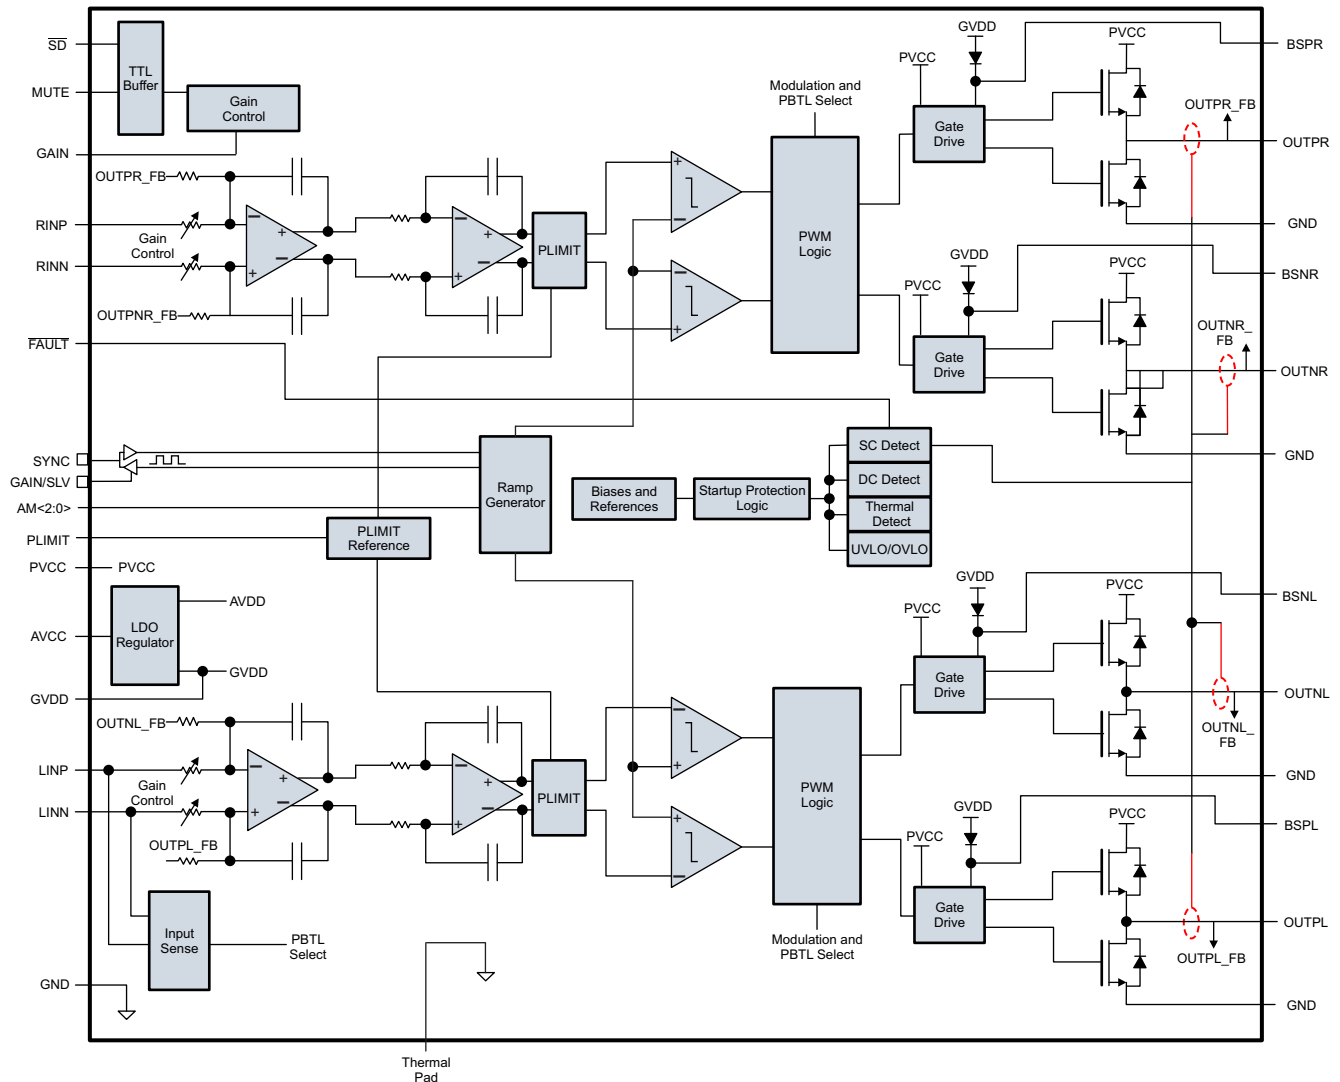 SD
MUTE
GAIN
TTL
Buffer
Gain
Control
OUTPR_FB
RINP
Gain
Control
RINN
OUTPNR_FB
FAULT
PLIMIT
Modulation and
PBTL Select
PWM
Logic
GVDD
PVCC
Gate
Drive
PVCC
OUTPR_FB
BSPR
OUTPR
GND
GVDD
PVCC
Gate
Drive
PVCC
OUTNR_
FB
BSNR
OUTNR
GND
SYNC
GAIN/SLV
AM<2:0>
PLIMIT
PVCC
PVCC
Ramp
Generator
PLIMIT
Reference
Biases and
References
Startup Protection
Logic
SC Detect
DC Detect
Thermal
Detect
UVLO/OVLO
AVCC
LDO
Regulator
AVDD
GVDD
GVDD
OUTNL_FB
LINP
Gain
Control
LINN
OUTPL_FB
PLIMIT
PWM
Logic
Modulation and
PBTL Select
GVDD
PVCC
Gate
Drive
PVCC
OUTNL_
FB
BSNL
OUTNL
GND
GVDD
PVCC
Gate
Drive
PVCC
OUTPL_FB
BSPL
OUTPL
GND
Input
Sense
PBTL
Select
GND
Thermal
Pad